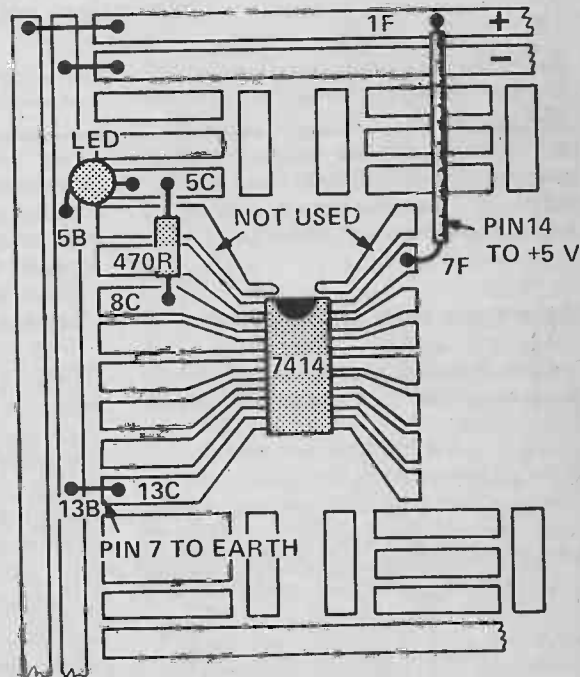 1F
+
−
LED
5C
5B
NOT USED
PIN14
TO +5 V
470R
7F
8C
7414
13C
13B
PIN 7 TO EARTH